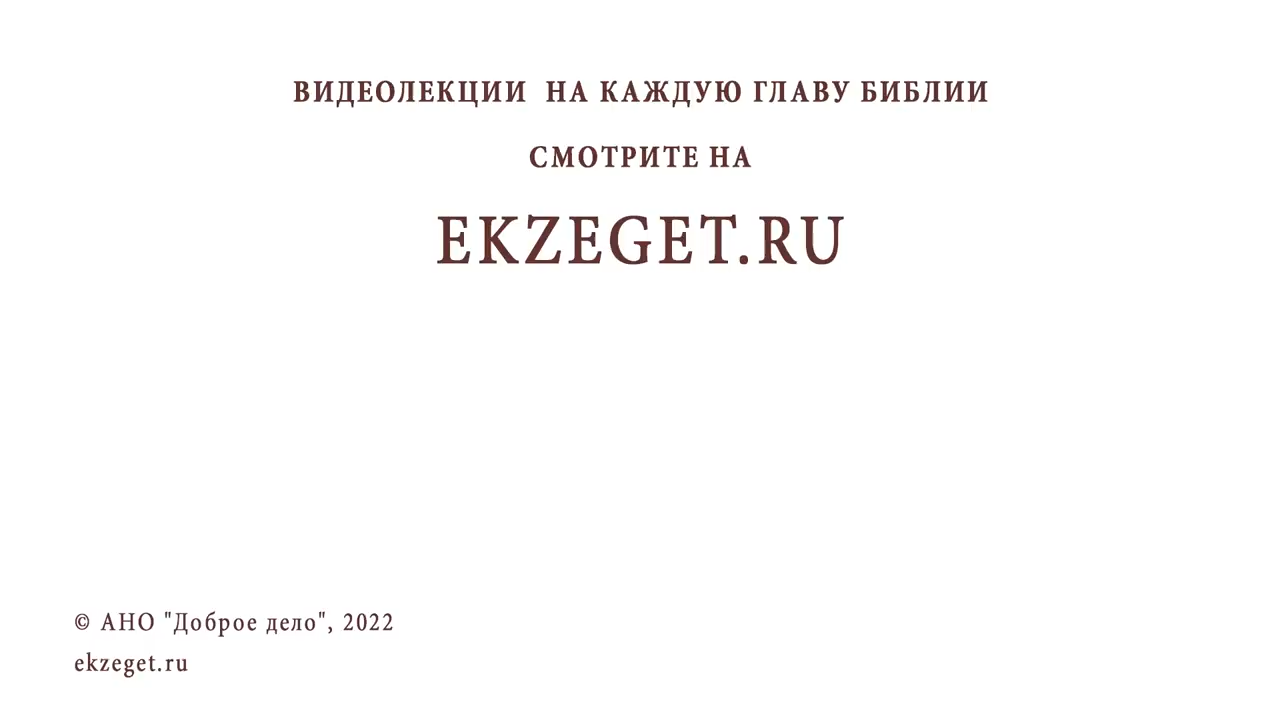 ВИДЕОЛЕКЦИИ НА КАЖДУЮ ГЛАВУ БИБЛИИ
СМОТРИТЕ НА
EKZEGET.RU
© АНО "Доброе дело", 2022
ekzeget.ru